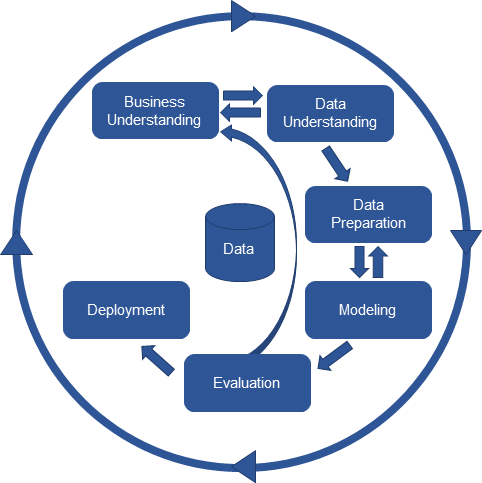 Business
Understanding
Data
Understanding
Data
Preparation
Data
Modeling
Deployment
Evaluation